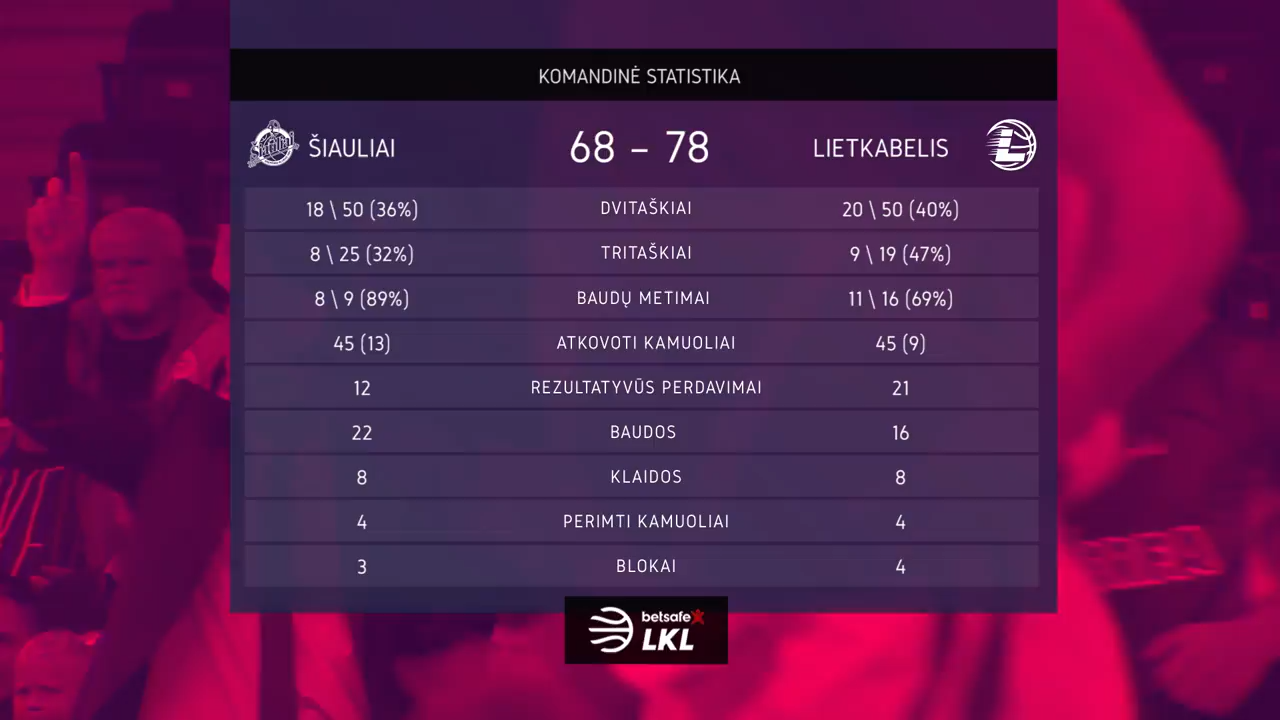 KOMANDINĖ STATISTIKA
ŠIAULIAI 68 – 78 LIETKABELIS
18 \ 50 (36%) DVITAŠKIAI 20 \ 50 (40%)
8 \ 25 (32%) TRITAŠKIAI 9 \ 19 (47%)
8 \ 9 (89%) BAUDŲ METIMAI 11 \ 16 (69%)
45 (13) ATKOVOTI KAMUOLIAI 45 (9)
12 REZULTATYVŪS PERDAVIMAI 21
22 BAUDOS 16
8 KLAIDOS 8
4 PERIMTI KAMUOLIAI 4
3 BLOKAI 4
betsafe
LKL